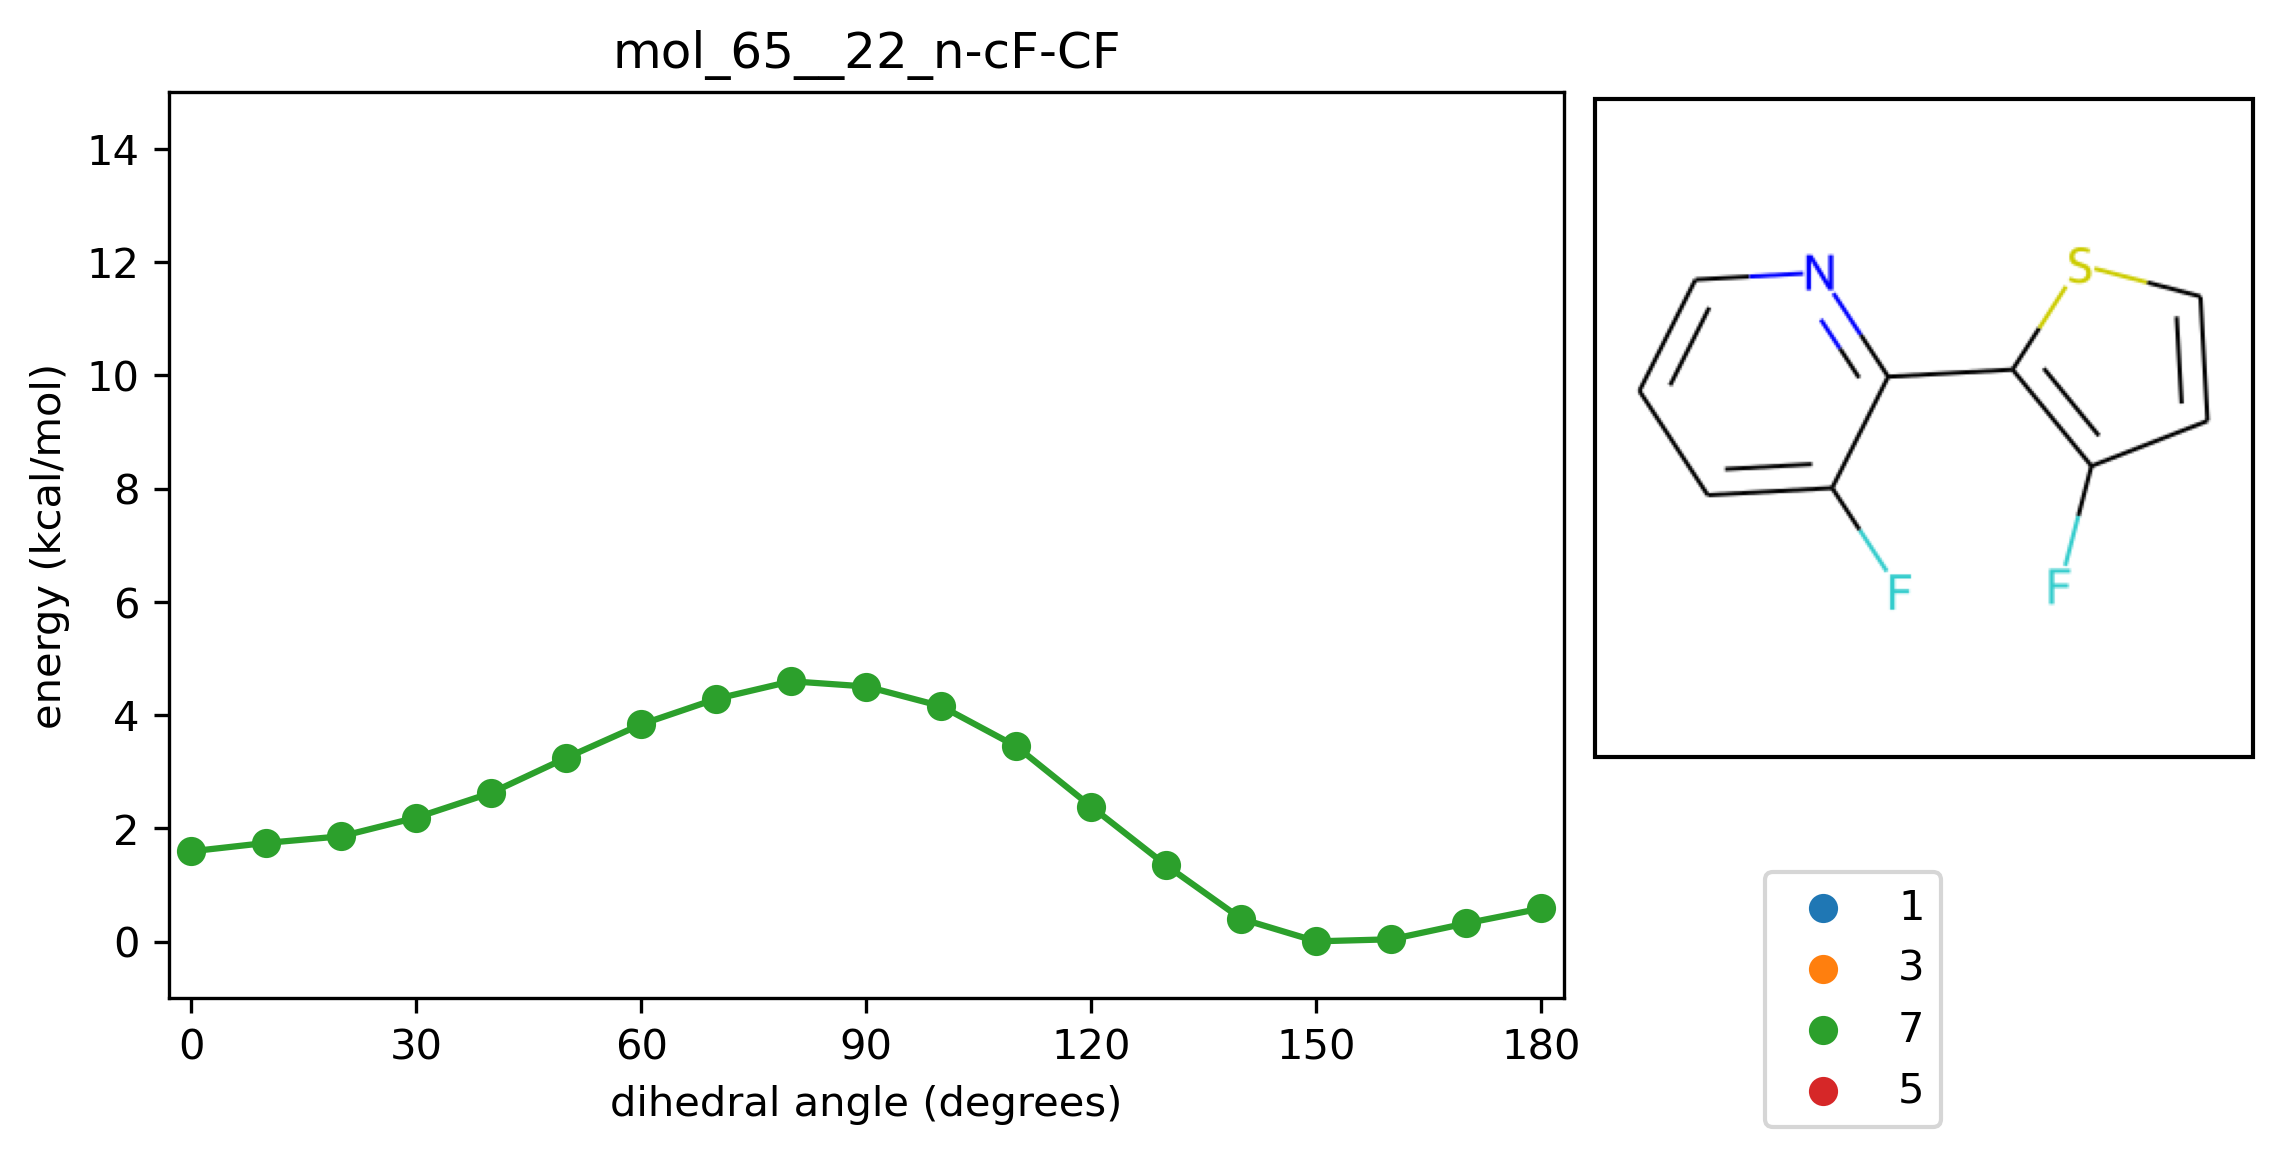 mol_65__22_n-cF-CF
energy (kcal/mol)
14
12
10
8
6
4
2
0
0 30 60 90 120 150 180
dihedral angle (degrees)
N
S
F
F
1
3
7
5